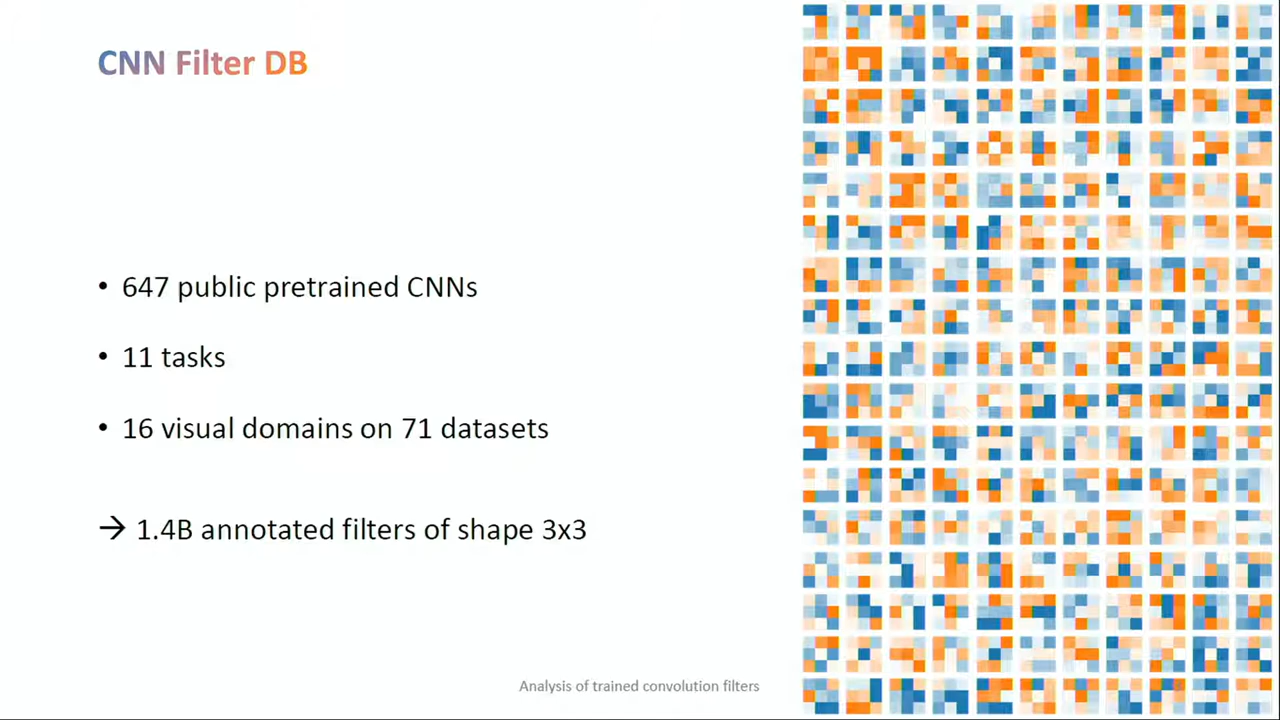 CNN Filter DB
• 647 public pretrained CNNs
• 11 tasks
• 16 visual domains on 71 datasets
→ 1.4B annotated filters of shape 3x3
Analysis of trained convolution filters